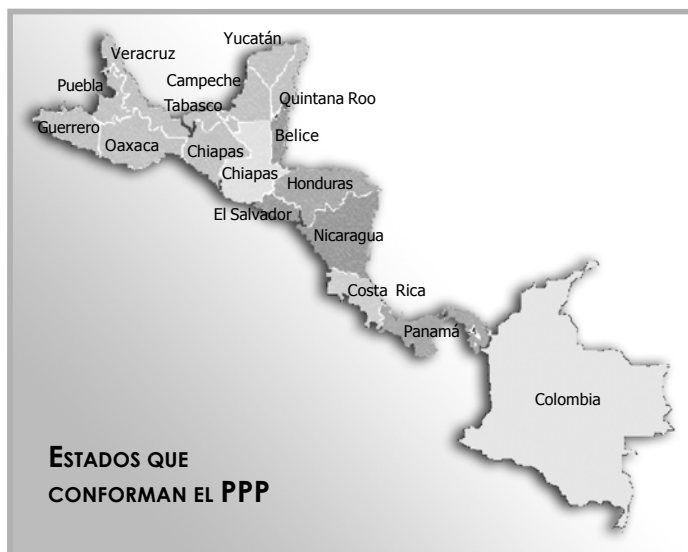 Yucatán
Veracruz
Campeche
Puebla
Quintana Roo
Tabasco
Guerrero
Belice
Oaxaca
Chiapas
Chiapas
Honduras
El Salvador
Nicaragua
Costa Rica
Panamá
Colombia
ESTADOS QUE
CONFORMAN EL PPP